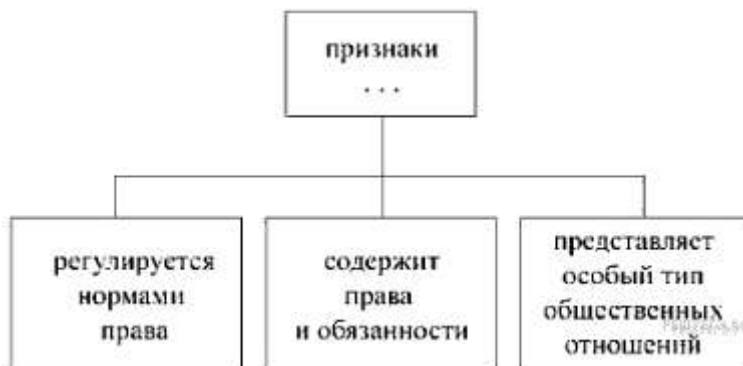 признаки
. . .
регулируется
нормами
права
содержит
права
и обязанности
представляет
особый тип
общественных
отношений